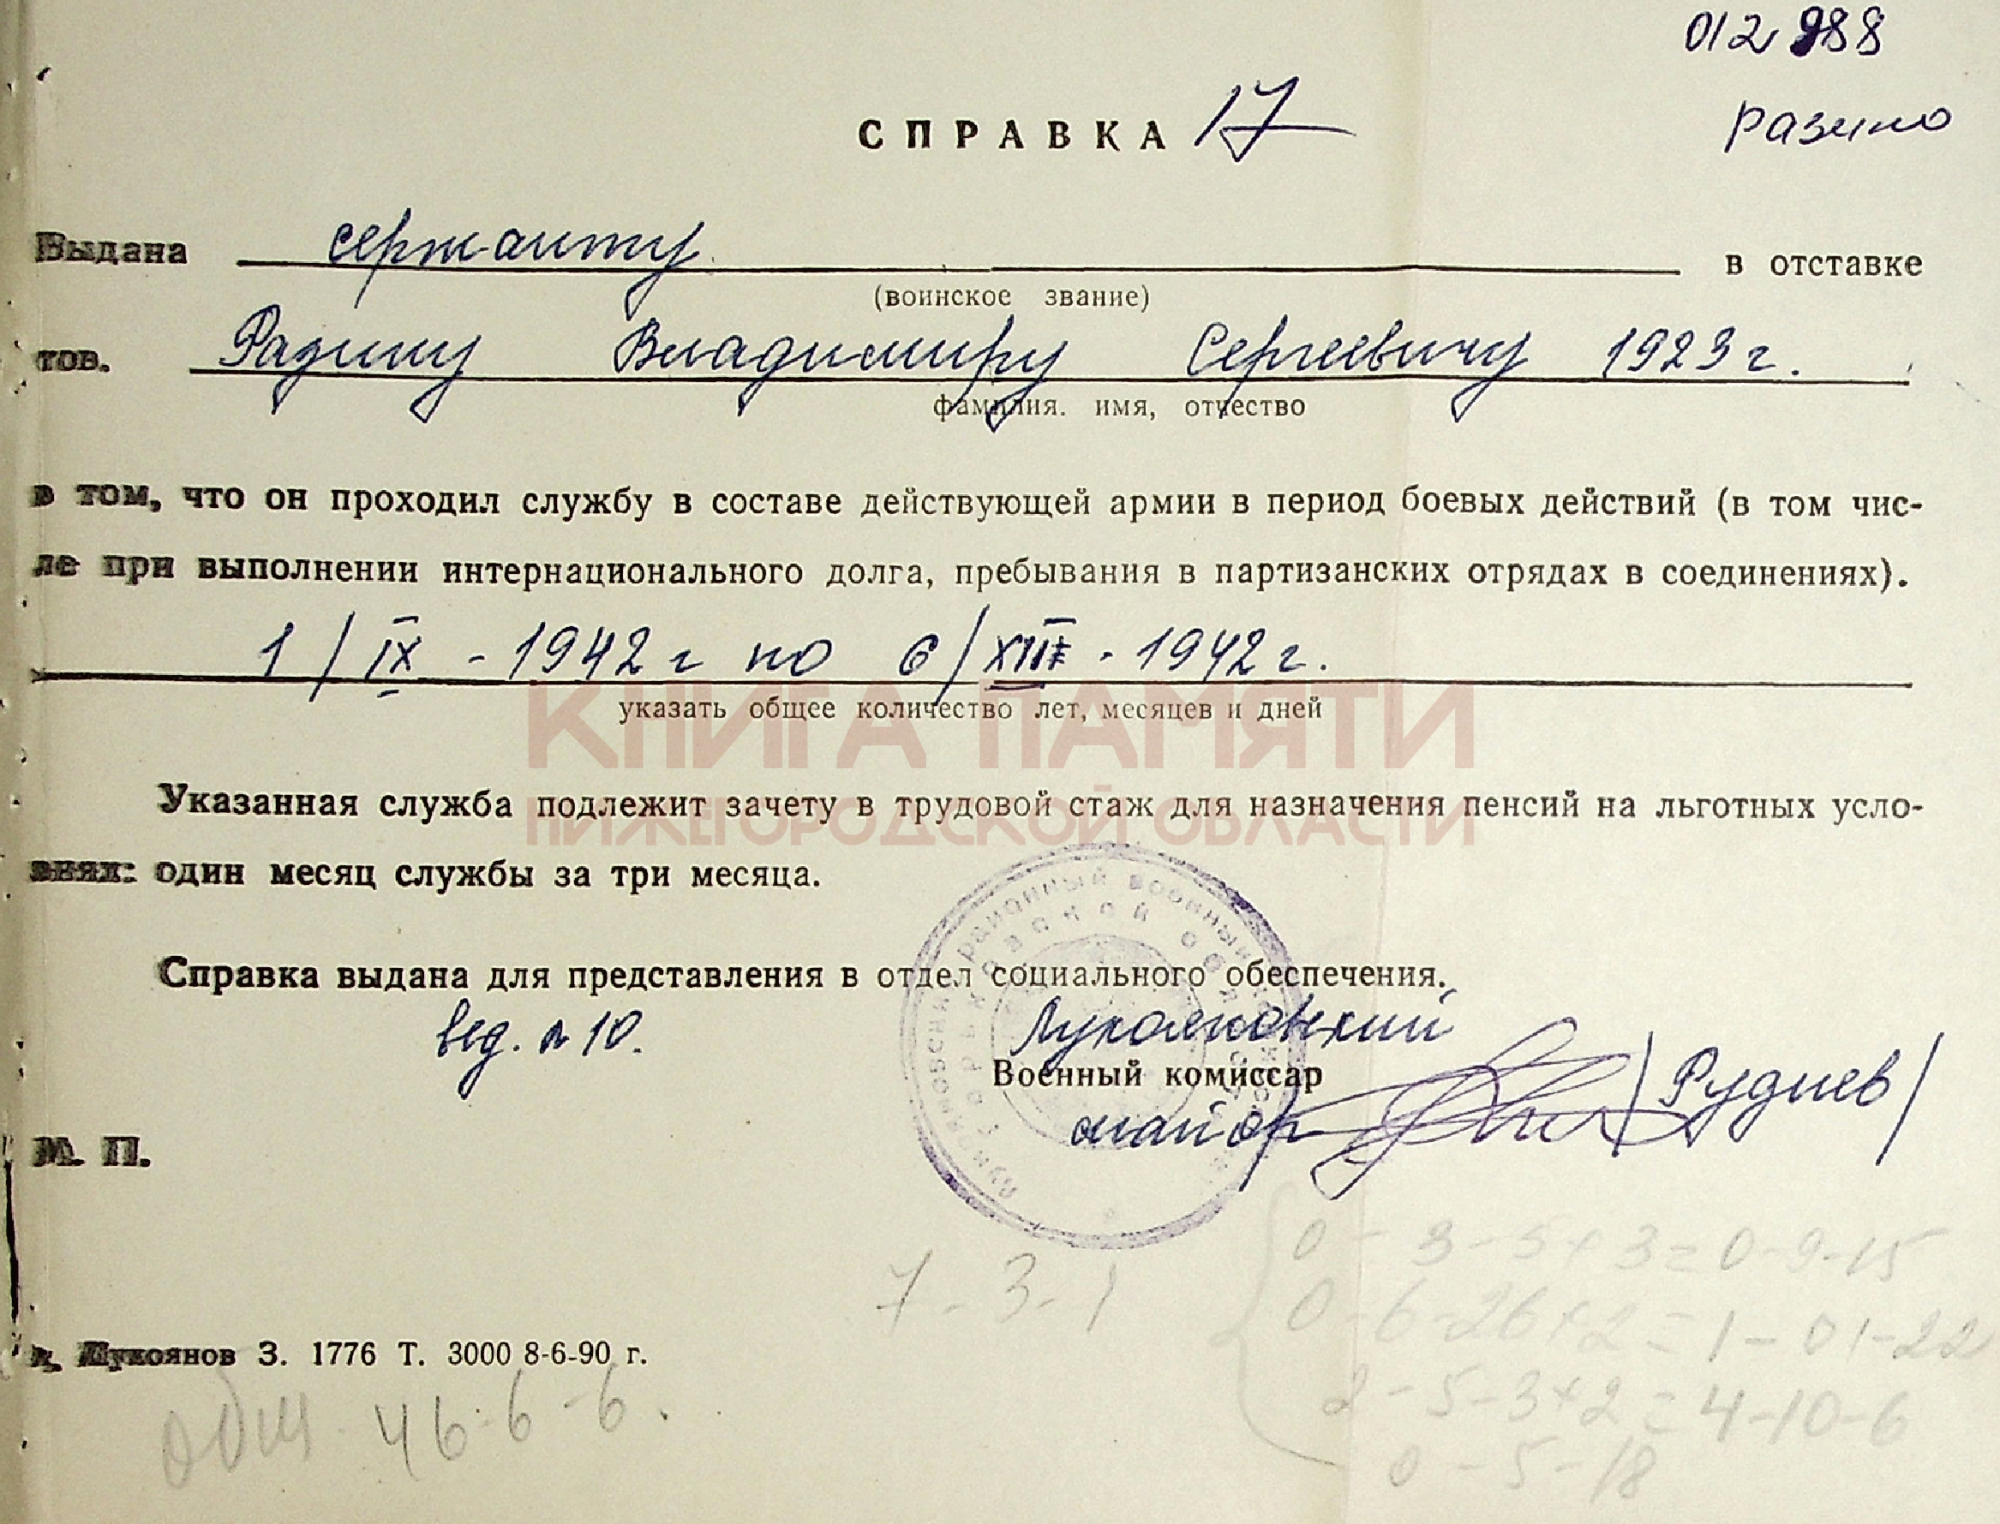 012988
Разино
СПРАВКА 17
Выдана сержанту в отставке
(воинское звание)
тов. Разину Владимиру Сергеевичу 1923 г.
фамилия. имя, отчество
в том, что он проходил службу в составе действующей армии в период боевых действий (в том чис-
ле при выполнении интернационального долга, пребывания в партизанских отрядах в соединениях).
1/IX - 1942 г по 6/XII - 1942 г.
указать общее количество лет, месяцев и дней
КНИГА ПАМЯТИ
НИЖЕГОРОДСКОЙ ОБЛАСТИ
Указанная служба подлежит зачету в трудовой стаж для назначения пенсий на льготных усло-
виях: один месяц службы за три месяца.
Справка выдана для представления в отдел социального обеспечения.
вед. №10. Лукояновский
Военный комиссар /Руднев/
майор
М. П.
7-3-1
0-3-5×3=0-9-15
0-6-26×2=1-01-22
2-5-3×2=4-10-6
0-5-18
Лукоянов З. 1776 Т. 3000 8-6-90 г.
общ. 46-6-6.